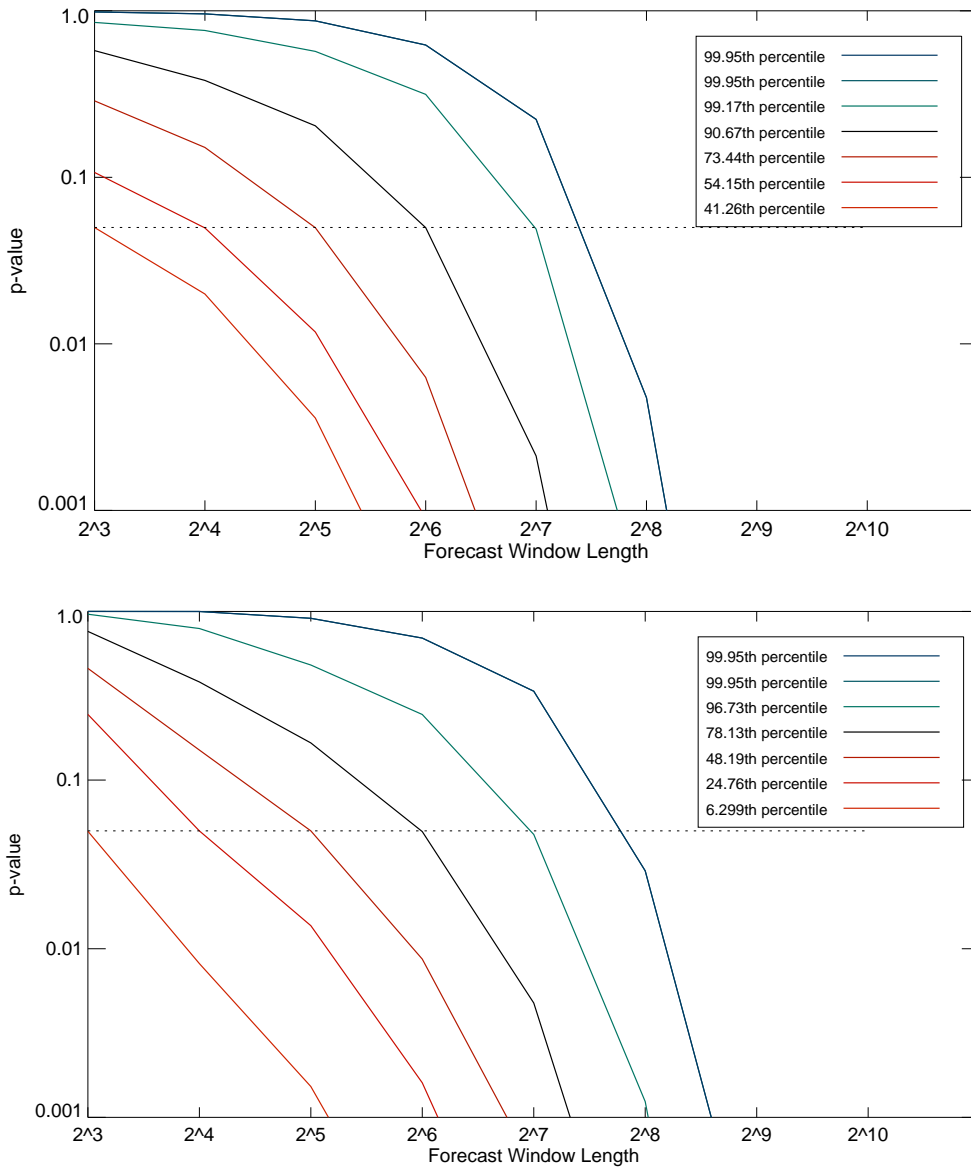 1.0
0.1
0.01
0.001
p-value
99.95th percentile
99.95th percentile
99.17th percentile
90.67th percentile
73.44th percentile
54.15th percentile
41.26th percentile
2^3 2^4 2^5 2^6 2^7 2^8 2^9 2^10
Forecast Window Length
1.0
0.1
0.01
0.001
p-value
99.95th percentile
99.95th percentile
96.73th percentile
78.13th percentile
48.19th percentile
24.76th percentile
6.299th percentile
2^3 2^4 2^5 2^6 2^7 2^8 2^9 2^10
Forecast Window Length